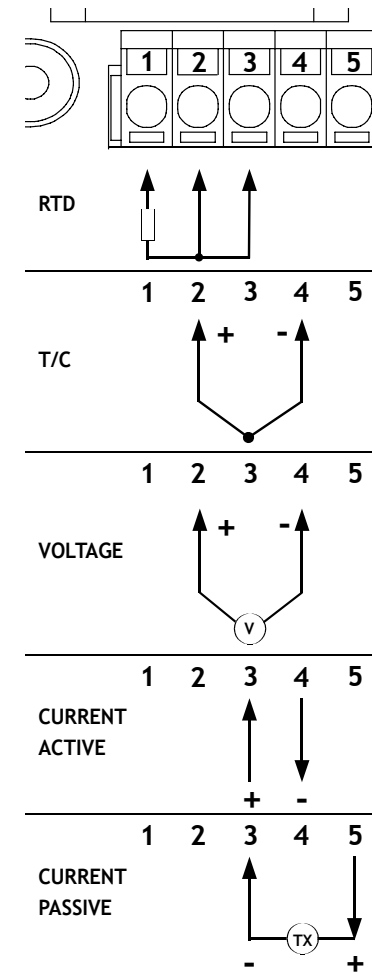 1 2 3 4 5
RTD
1 2 3 4 5
+ -
T/C
1 2 3 4 5
+ -
VOLTAGE
V
1 2 3 4 5
CURRENT
ACTIVE
+ -
1 2 3 4 5
CURRENT
PASSIVE
TX
- +